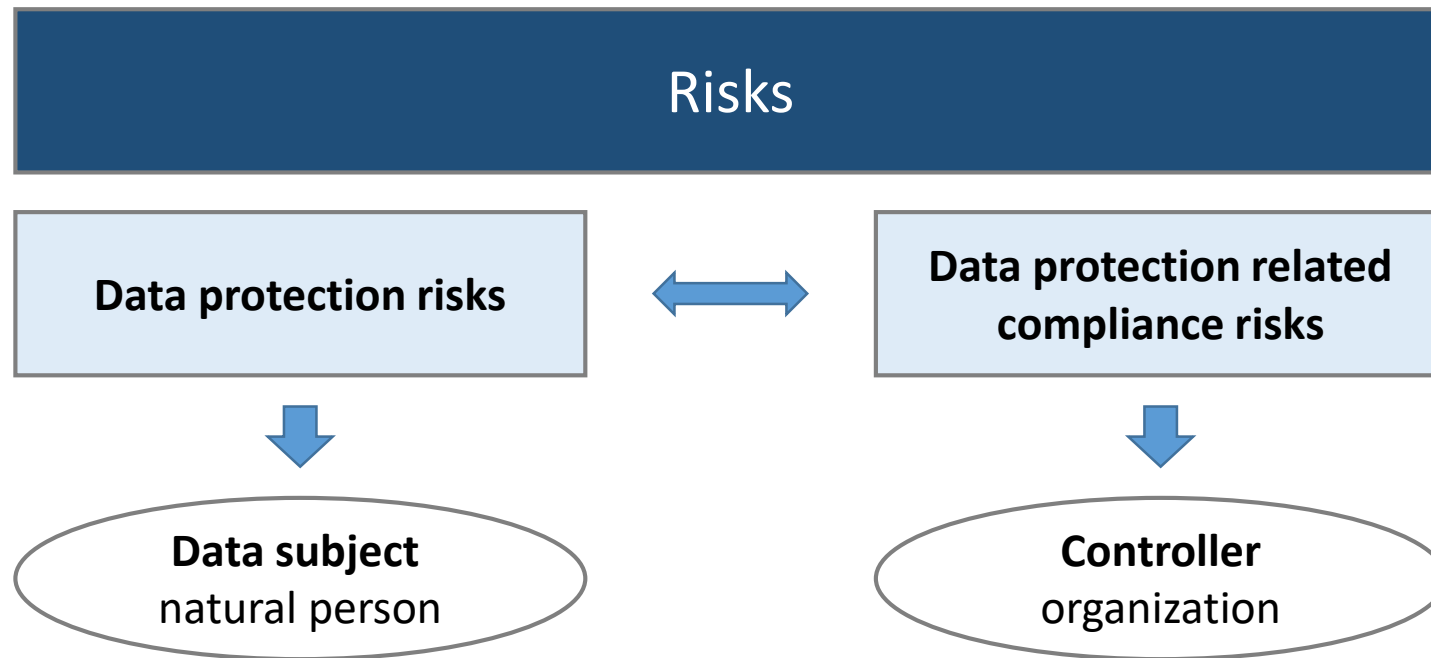 Risks
Data protection risks
Data protection related
compliance risks
Data subject
natural person
Controller
organization